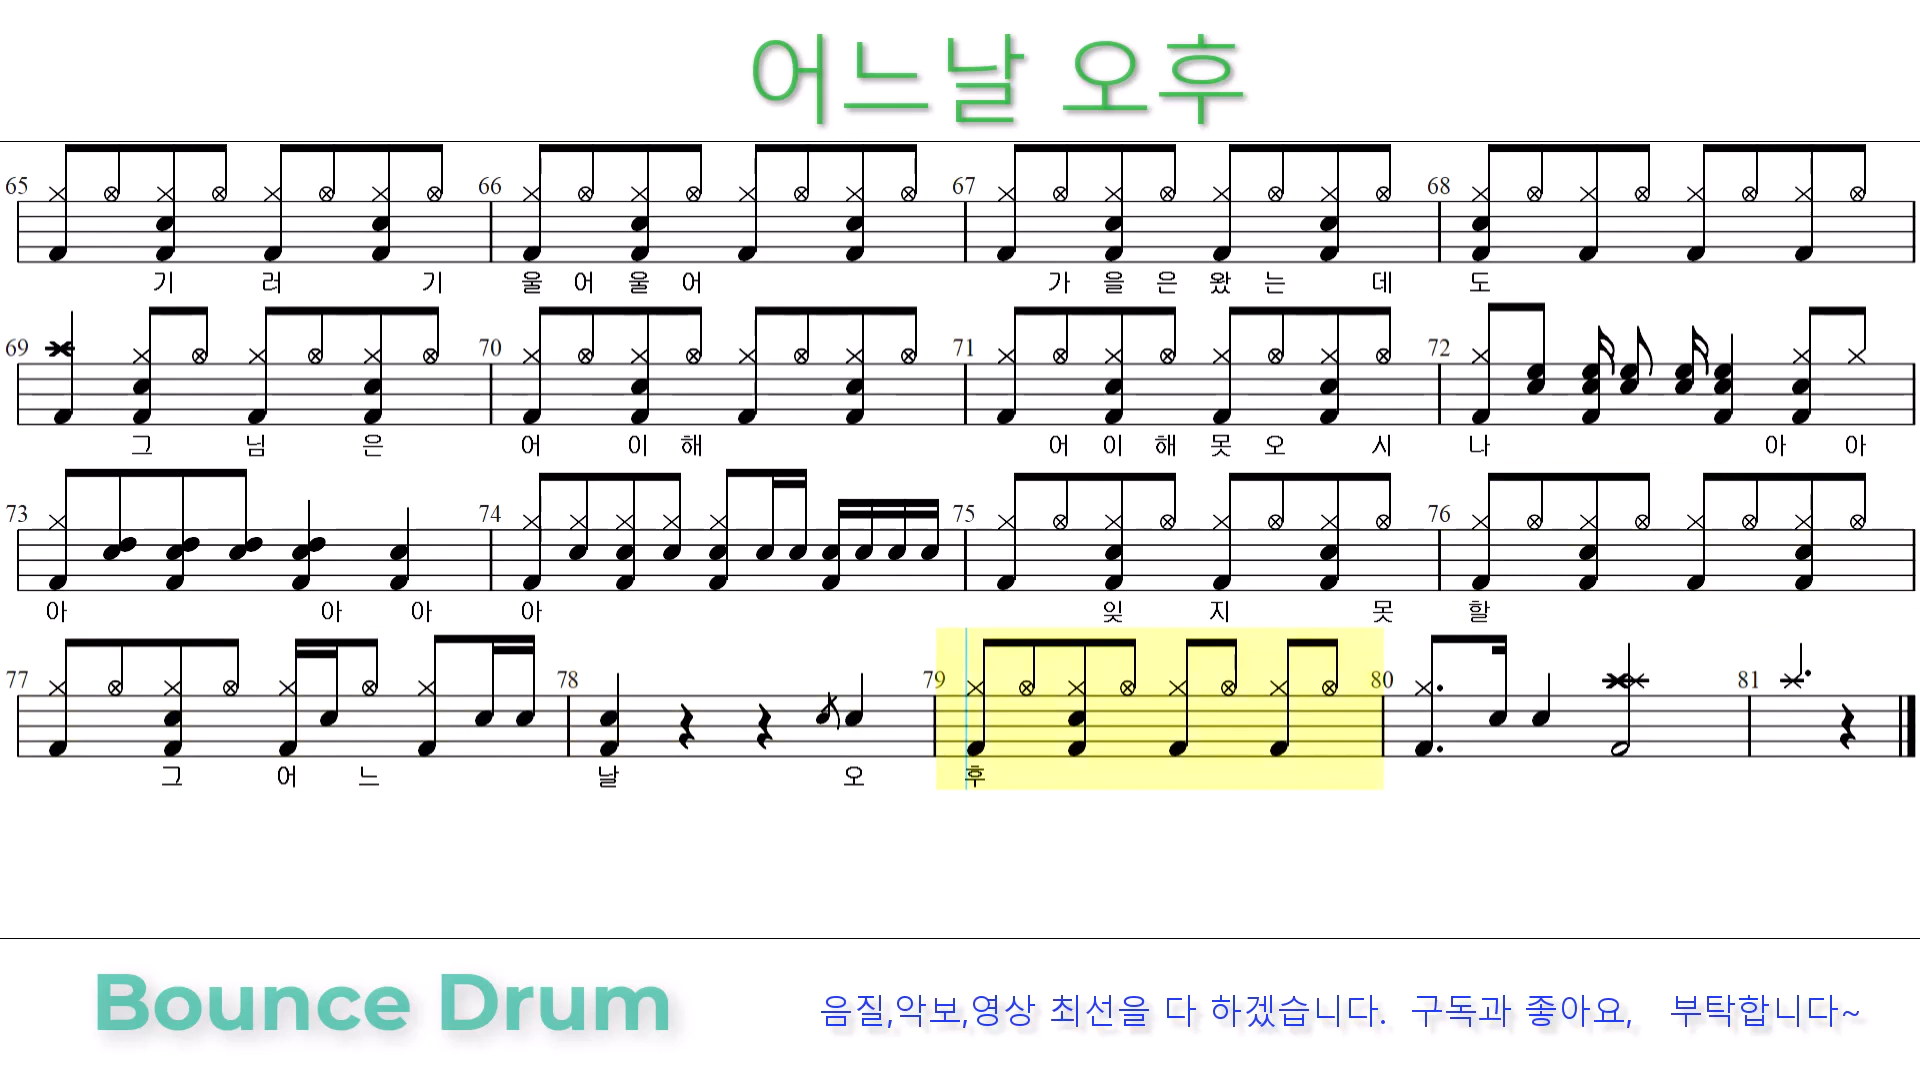 어느날 오후
65 66 67 68
기 러 기 울 어 울 어 가 을 은 왔 는 데 도
69 70 71 72
그 님 은 어 이 해 어 이 해 못 오 시 나 아 아
73 74 75 76
아 아 아 아 잊 지 못 할
77 78 79 80 81
그 어 느 날 오 후
Bounce Drum
음질,악보,영상 최선을 다 하겠습니다. 구독과 좋아요, 부탁합니다~